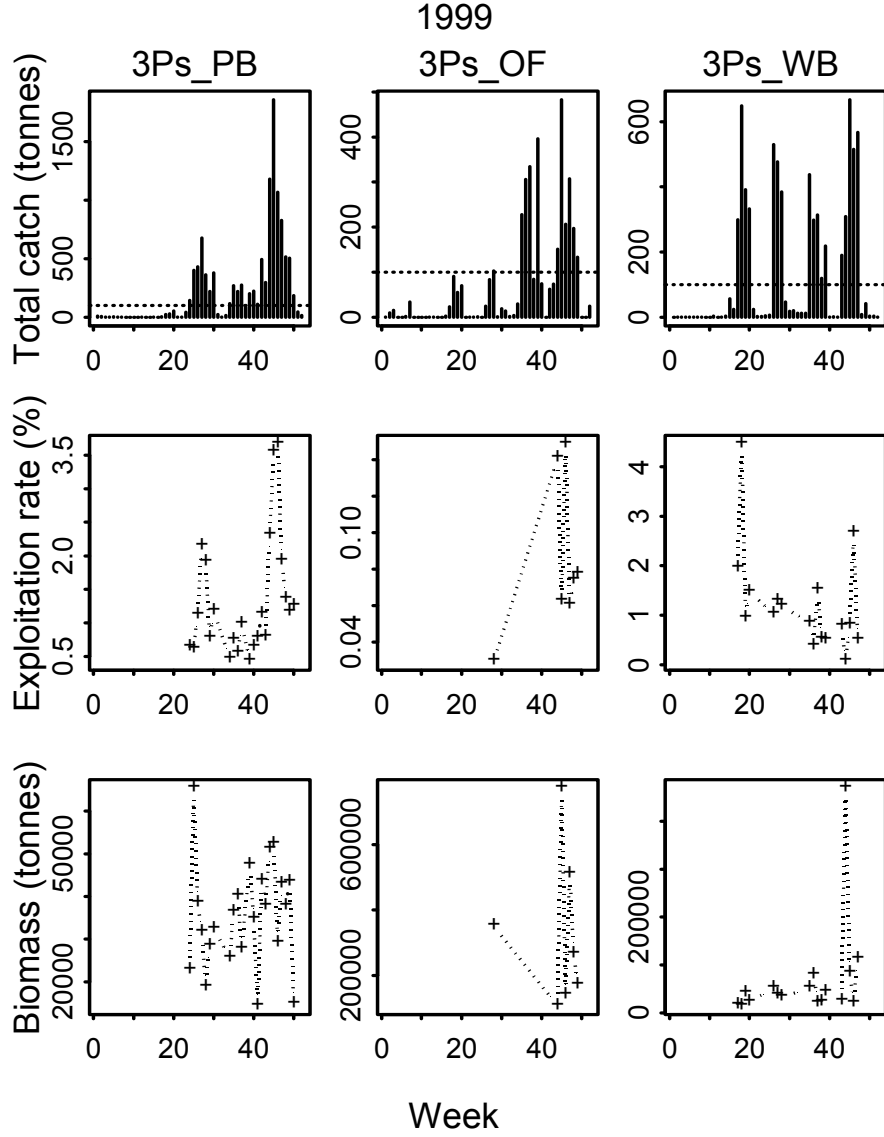 1999
3Ps_PB 3Ps_OF 3Ps_WB
Total catch (tonnes)
0 500 1500
0 200 400
0 200 600
0 20 40
0 20 40
0 20 40
Exploitation rate (%)
0.5 2.0 3.5
0.04 0.10
0 1 2 3 4
0 20 40
0 20 40
0 20 40
Biomass (tonnes)
20000 50000
200000 600000
0 200000
0 20 40
0 20 40
0 20 40
Week